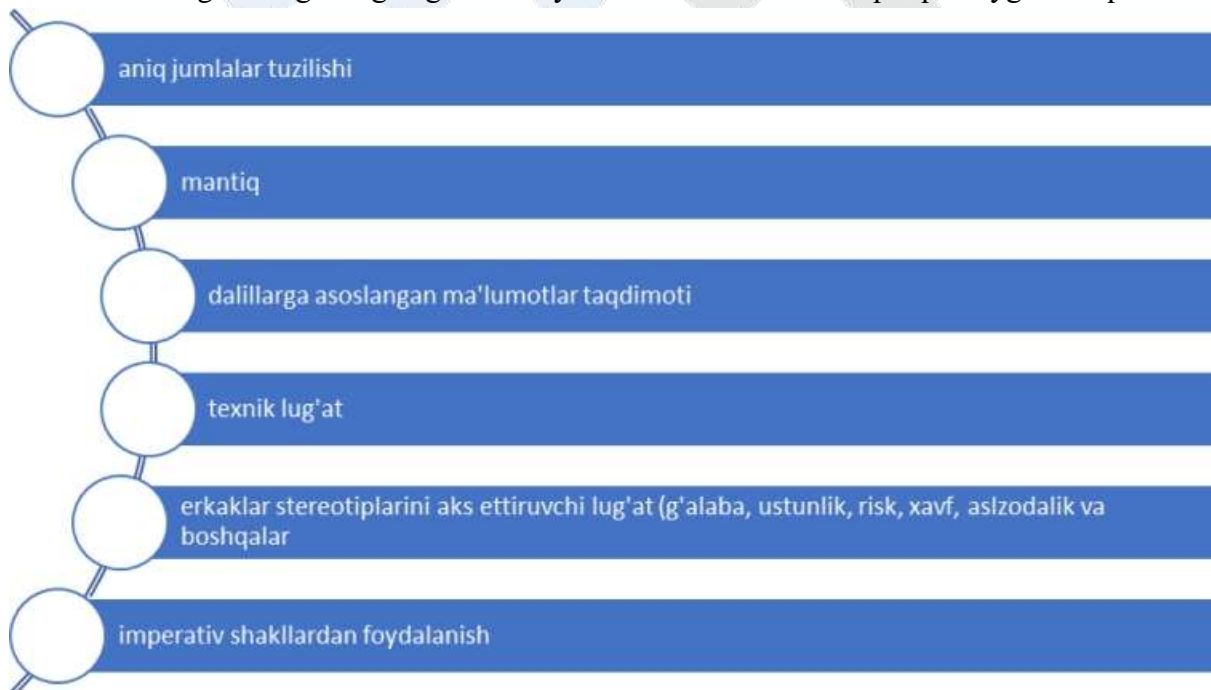 aniq jumlalar tuzilishi
mantiq
dalillarga asoslangan ma'lumotlar taqdimoti
texnik lug'at
erkaklar stereotiplarini aks ettiruvchi lug'at (g'alaba, ustunlik, risk, xavf, aslzodalik va
boshqalar
imperativ shakllardan foydalanish